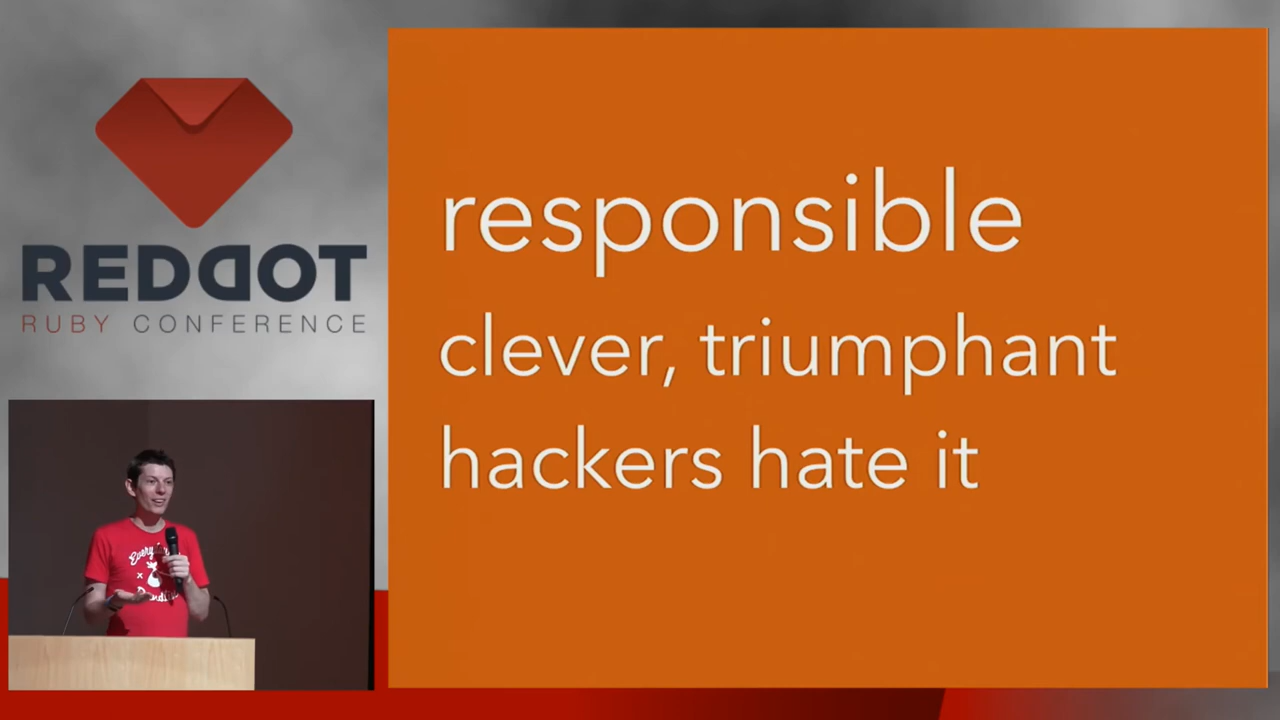 REDDOT
RUBY CONFERENCE
responsible
clever, triumphant
hackers hate it